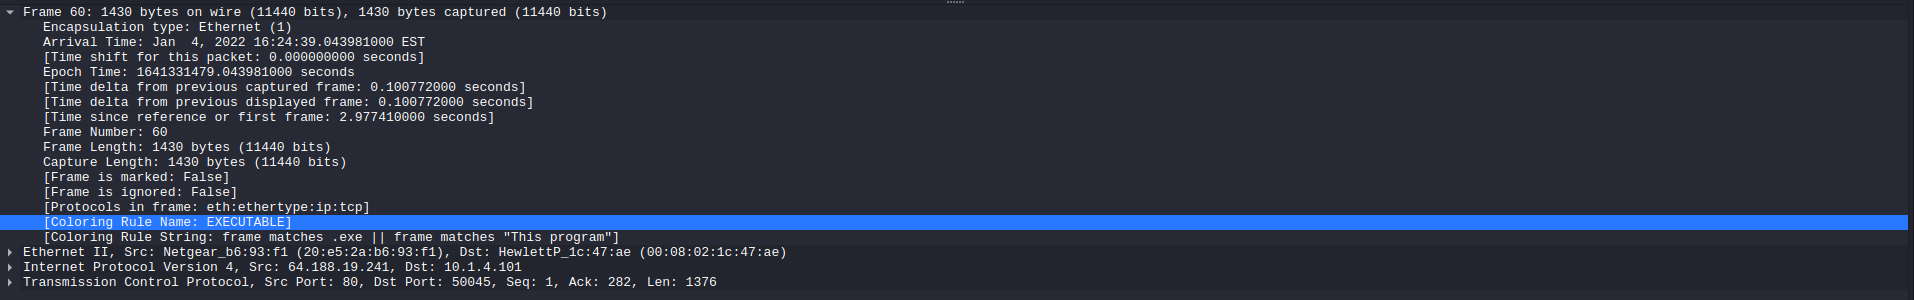 Frame 60: 1430 bytes on wire (11440 bits), 1430 bytes captured (11440 bits)
Encapsulation type: Ethernet (1)
Arrival Time: Jan  4, 2022 16:24:39.043981000 EST
[Time shift for this packet: 0.000000000 seconds]
Epoch Time: 1641331479.043981000 seconds
[Time delta from previous captured frame: 0.100772000 seconds]
[Time delta from previous displayed frame: 0.100772000 seconds]
[Time since reference or first frame: 2.977410000 seconds]
Frame Number: 60
Frame Length: 1430 bytes (11440 bits)
Capture Length: 1430 bytes (11440 bits)
[Frame is marked: False]
[Frame is ignored: False]
[Protocols in frame: eth:ethertype:ip:tcp]
[Coloring Rule Name: EXECUTABLE]
[Coloring Rule String: frame matches .exe || frame matches "This program"]
Ethernet II, Src: Netgear_b6:93:f1 (20:e5:2a:b6:93:f1), Dst: HewlettP_1c:47:ae (00:08:02:1c:47:ae)
Internet Protocol Version 4, Src: 64.188.19.241, Dst: 10.1.4.101
Transmission Control Protocol, Src Port: 80, Dst Port: 50045, Seq: 1, Ack: 282, Len: 1376